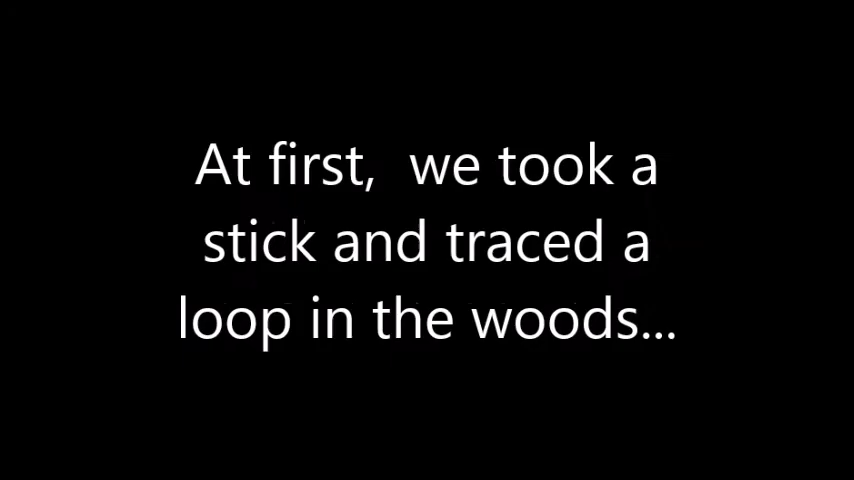 At first,  we took a
stick and traced a
loop in the woods...